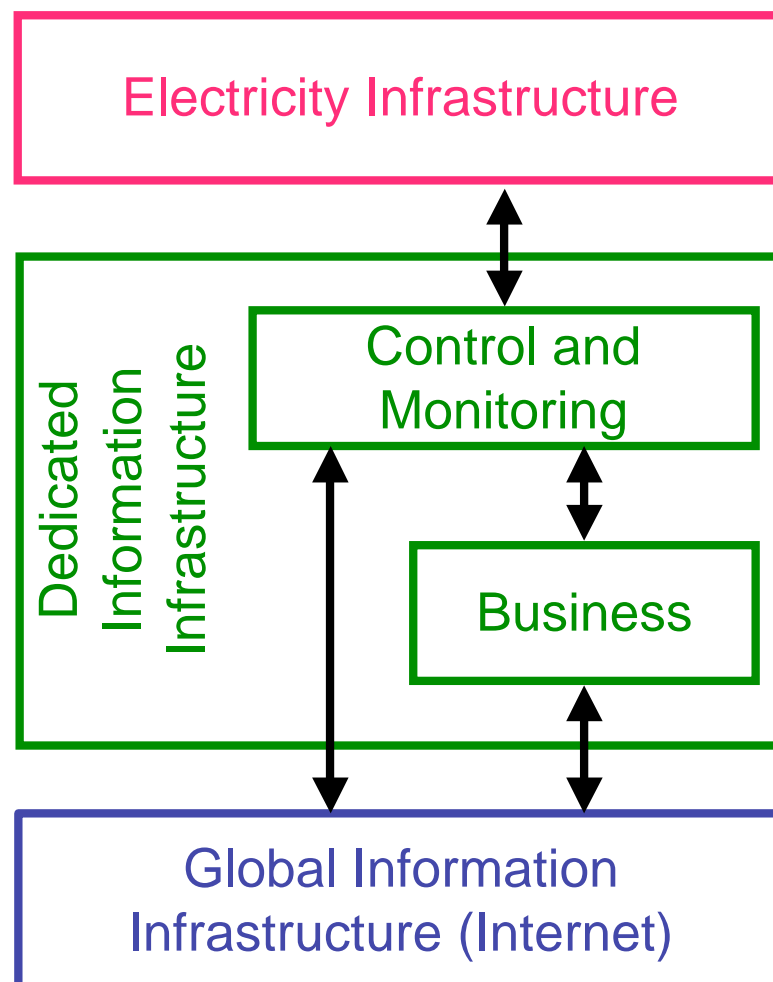 Electricity Infrastructure
Control and
Monitoring
Dedicated
Information
Infrastructure
Business
Global Information
Infrastructure (Internet)